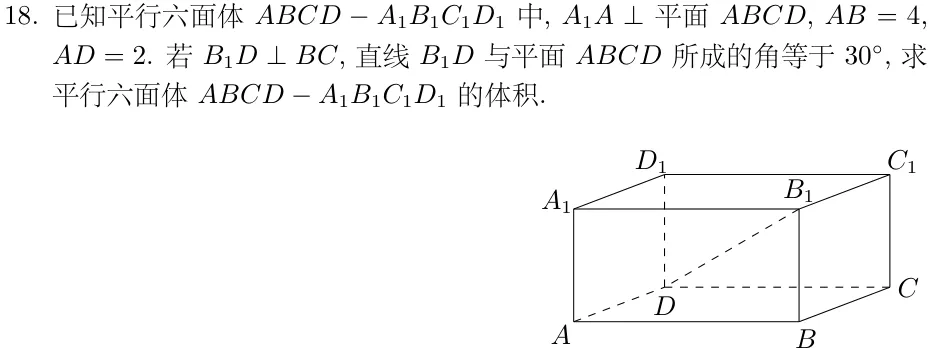 18. 已知平行六面体 ABCD − A₁B₁C₁D₁ 中, A₁A ⊥ 平面 ABCD, AB = 4,
AD = 2. 若 B₁D ⊥ BC, 直线 B₁D 与平面 ABCD 所成的角等于 30°, 求
平行六面体 ABCD − A₁B₁C₁D₁ 的体积.
D₁
C₁
A₁
B₁
D
C
A
B